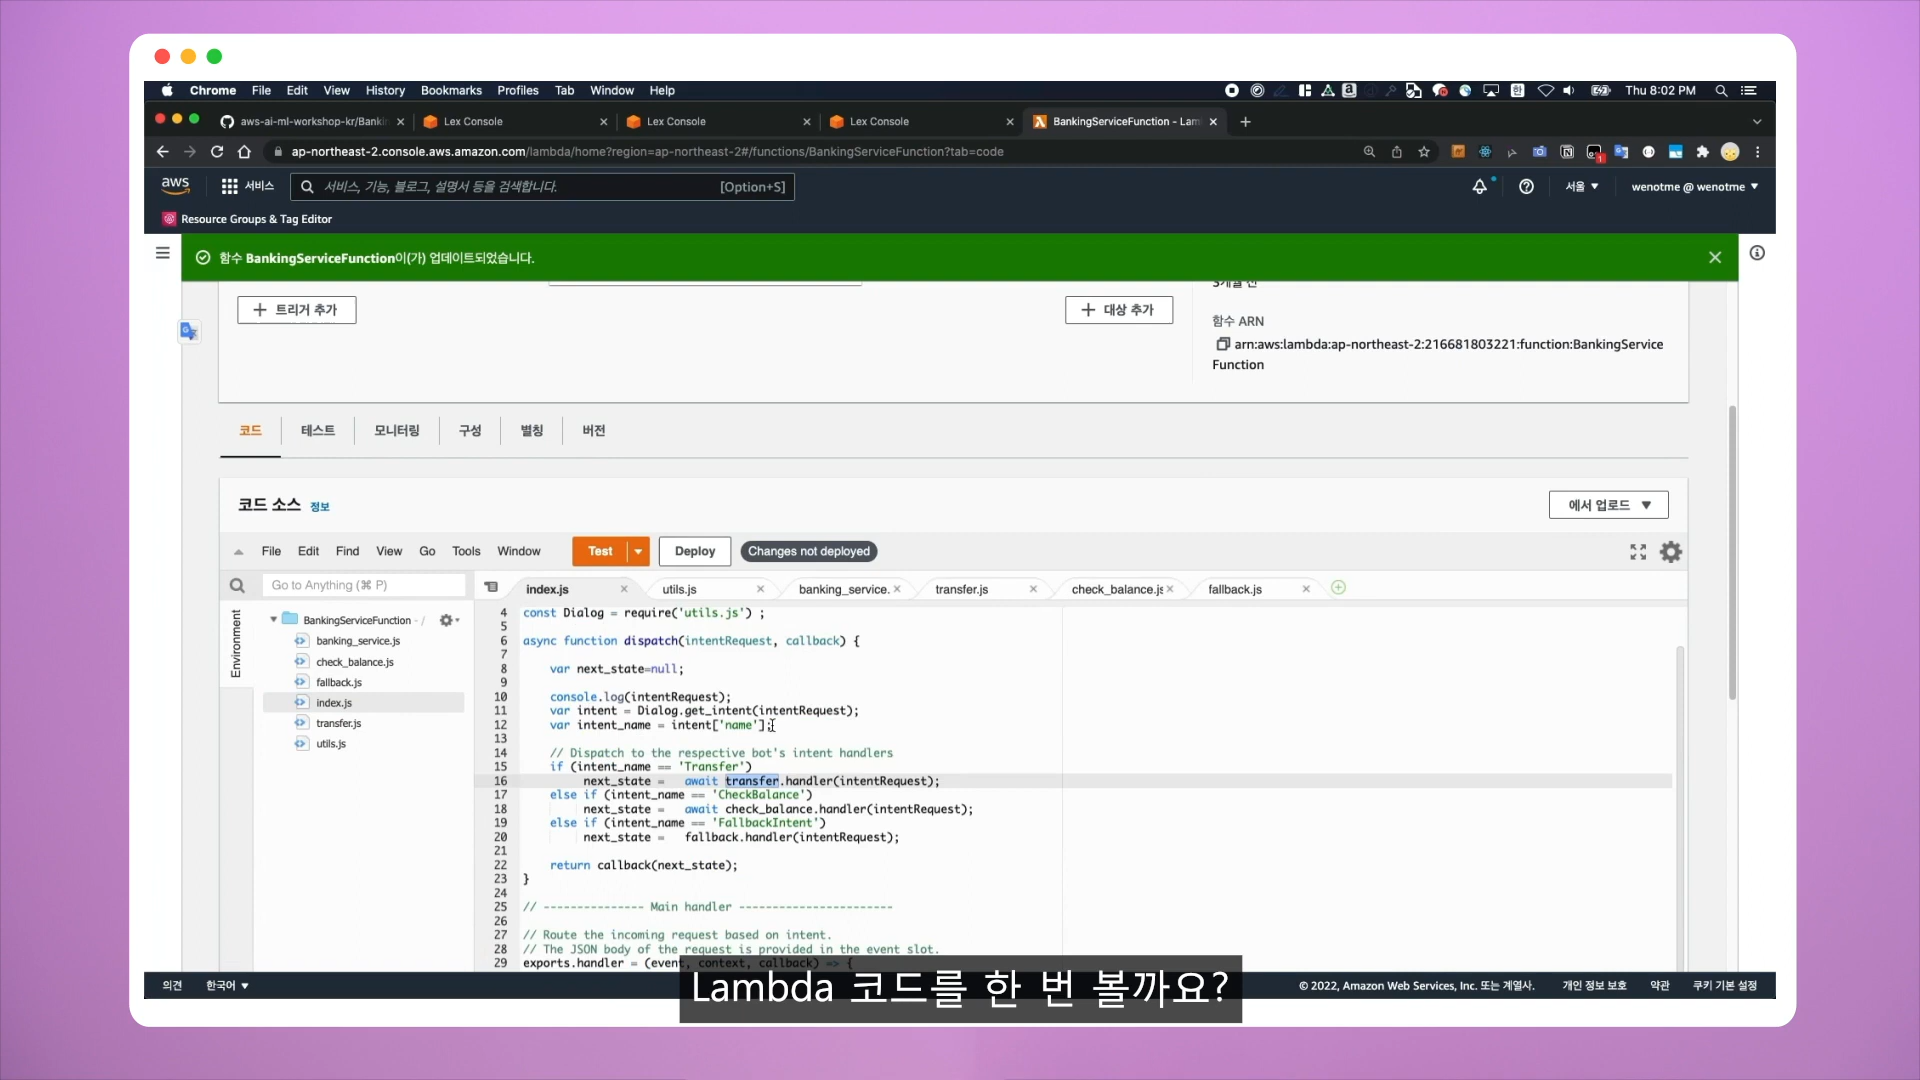 Chrome File Edit View History Bookmarks Profiles Tab Window Help Thu 8:02 PM
aws-ai-ml-workshop-kr/Banki Lex Console Lex Console Lex Console BankingServiceFunction - Lam
ap-northeast-2.console.aws.amazon.com/lambda/home?region=ap-northeast-2#/functions/BankingServiceFunction?tab=code
aws 서비스 서비스, 기능, 블로그, 설명서 등을 검색합니다. [Option+S] 서울 wenotme @ wenotme
Resource Groups & Tag Editor
함수 BankingServiceFunction이(가) 업데이트되었습니다.
3개월 전
트리거 추가 대상 추가
함수 ARN
arn:aws:lambda:ap-northeast-2:216681803221:function:BankingService
Function
코드 테스트 모니터링 구성 별칭 버전
코드 소스 정보 에서 업로드
File Edit Find View Go Tools Window Test Deploy Changes not deployed
Go to Anything (⌘ P) index.js utils.js banking_service. transfer.js check_balance.js fallback.js
Environment
BankingServiceFunction - /
banking_service.js
check_balance.js
fallback.js
index.js
transfer.js
utils.js
4 const Dialog = require('utils.js') ;
5
6 async function dispatch(intentRequest, callback) {
7
8 var next_state=null;
9
10 console.log(intentRequest);
11 var intent = Dialog.get_intent(intentRequest);
12 var intent_name = intent['name'];
13
14 // Dispatch to the respective bot's intent handlers
15 if (intent_name == 'Transfer')
16 next_state = await transfer.handler(intentRequest);
17 else if (intent_name == 'CheckBalance')
18 next_state = await check_balance.handler(intentRequest);
19 else if (intent_name == 'FallbackIntent')
20 next_state = fallback.handler(intentRequest);
21
22 return callback(next_state);
23 }
24
25 // --------------- Main handler -----------------------
26
27 // Route the incoming request based on intent.
28 // The JSON body of the request is provided in the event slot.
29 exports.handler = (event, context, callback) => {
의견 한국어 © 2022, Amazon Web Services, Inc. 또는 계열사. 개인 정보 보호 약관 쿠키 기본 설정
Lambda 코드를 한 번 볼까요?